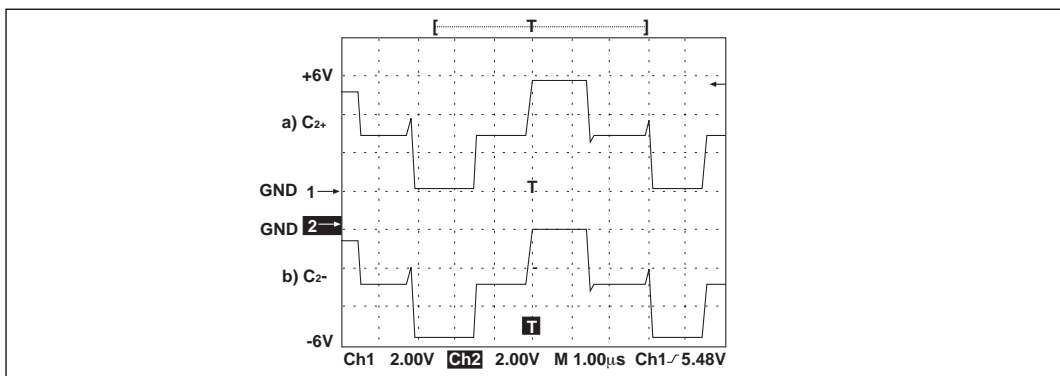 [ T ]
+6V
a) C2+
GND 1
T
GND 2
b) C2-
T
-6V
Ch1 2.00V Ch2 2.00V M 1.00μs Ch1 5.48V